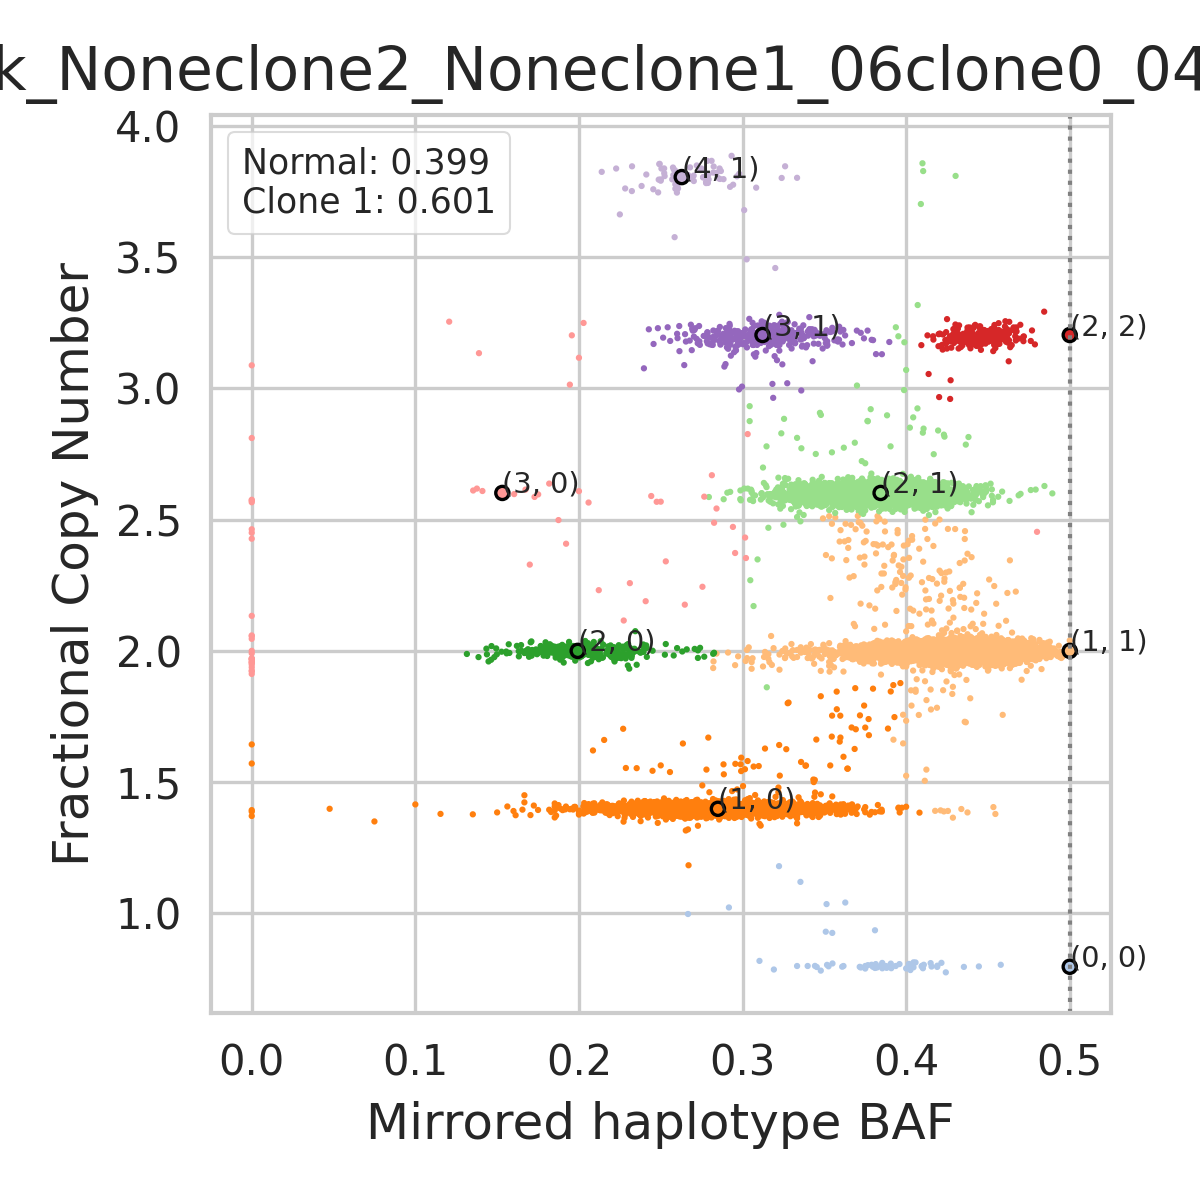 k_Noneclone2_Noneclone1_06clone0_04
Normal: 0.399
Clone 1: 0.601
4.0
3.5
3.0
2.5
2.0
1.5
1.0
Fractional Copy Number
(4, 1)
(3, 1)
(2, 2)
(3, 0)
(2, 1)
(2, 0)
(1, 1)
(1, 0)
(0, 0)
0.0 0.1 0.2 0.3 0.4 0.5
Mirrored haplotype BAF